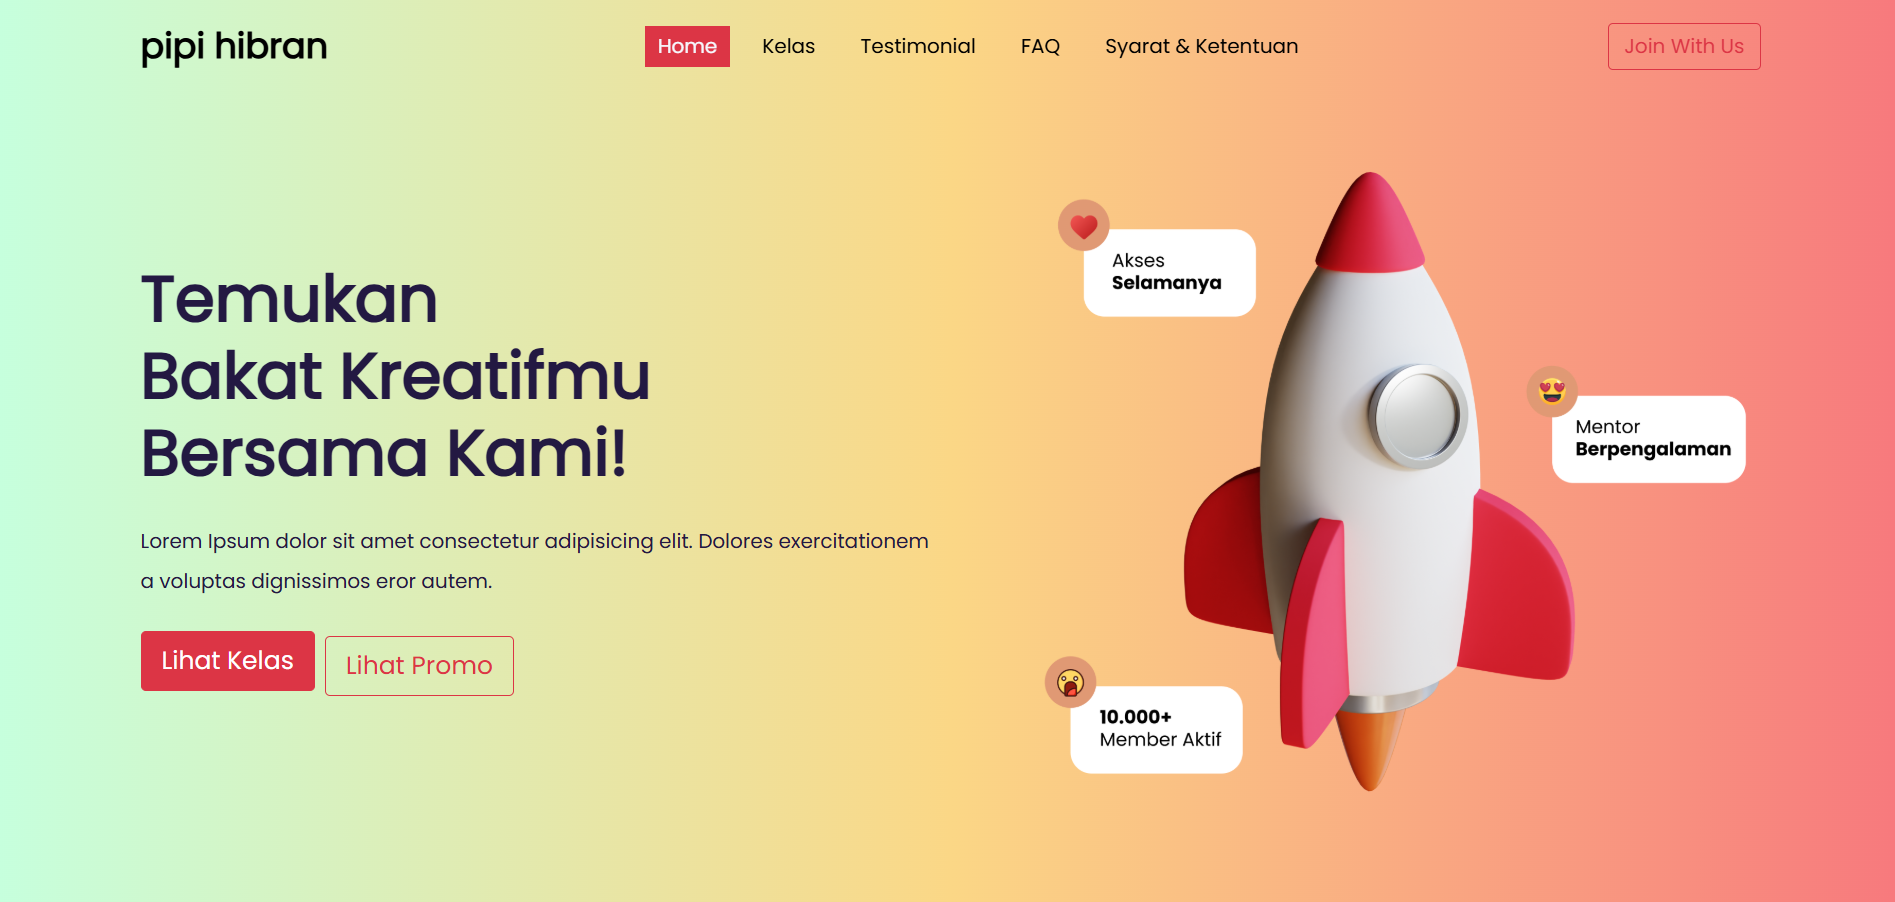 pipi hibran
Home
Kelas
Testimonial
FAQ
Syarat & Ketentuan
Join With Us
Temukan
Bakat Kreatifmu
Bersama Kami!
Lorem Ipsum dolor sit amet consectetur adipisicing elit. Dolores exercitationem
a voluptas dignissimos eror autem.
Lihat Kelas
Lihat Promo
Akses
Selamanya
Mentor
Berpengalaman
10.000+
Member Aktif